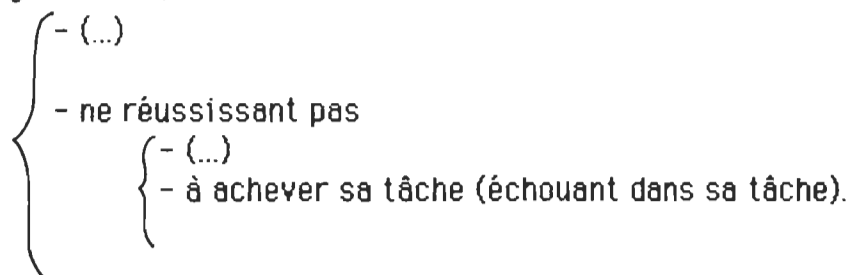 - (...)
- ne réussissant pas
- (...)
- à achever sa tâche (échouant dans sa tâche).